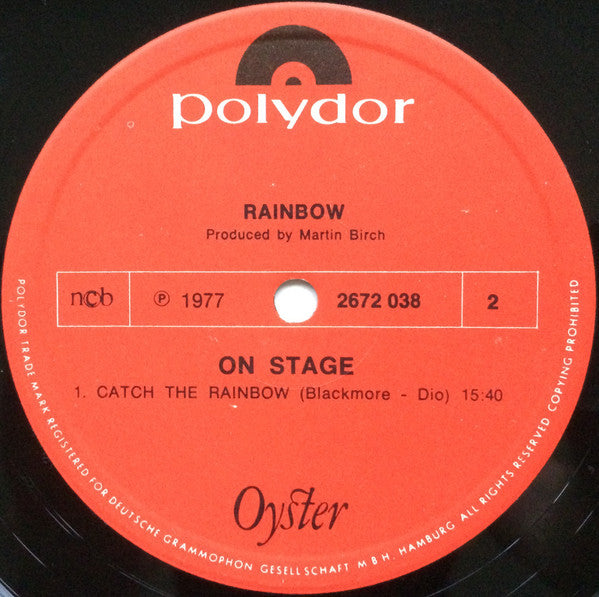 polydor
RAINBOW
Produced by Martin Birch
ncb ℗ 1977 2672 038 2
ON STAGE
1. CATCH THE RAINBOW (Blackmore - Dio) 15:40
Oyster
POLYDOR TRADE MARK REGISTERED FOR DEUTSCHE GRAMMOPHON GESELLSCHAFT M B H. HAMBURG ALL RIGHTS RESERVED COPYING PROHIBITED